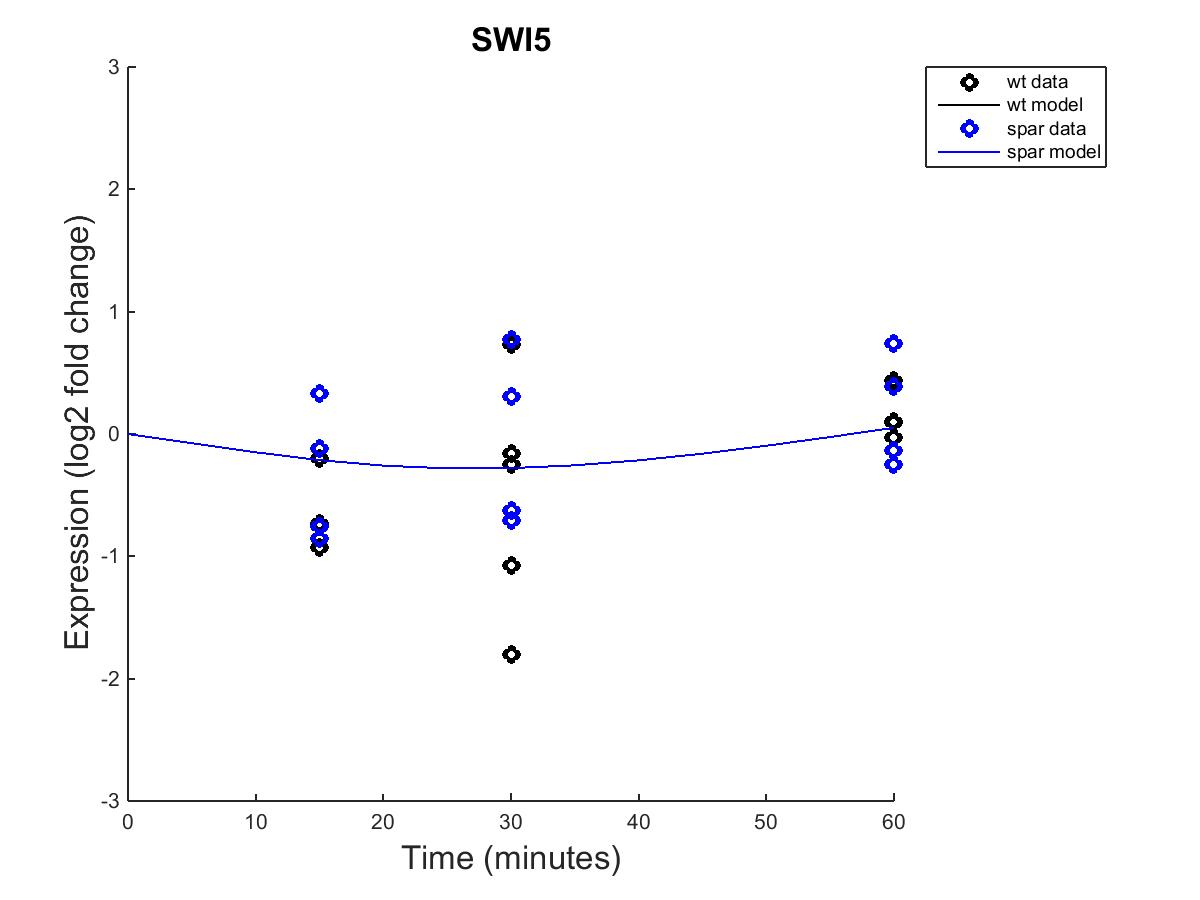 SWI5
wt data
wt model
spar data
spar model
3
2
1
0
-1
-2
-3
Expression (log2 fold change)
0 10 20 30 40 50 60
Time (minutes)